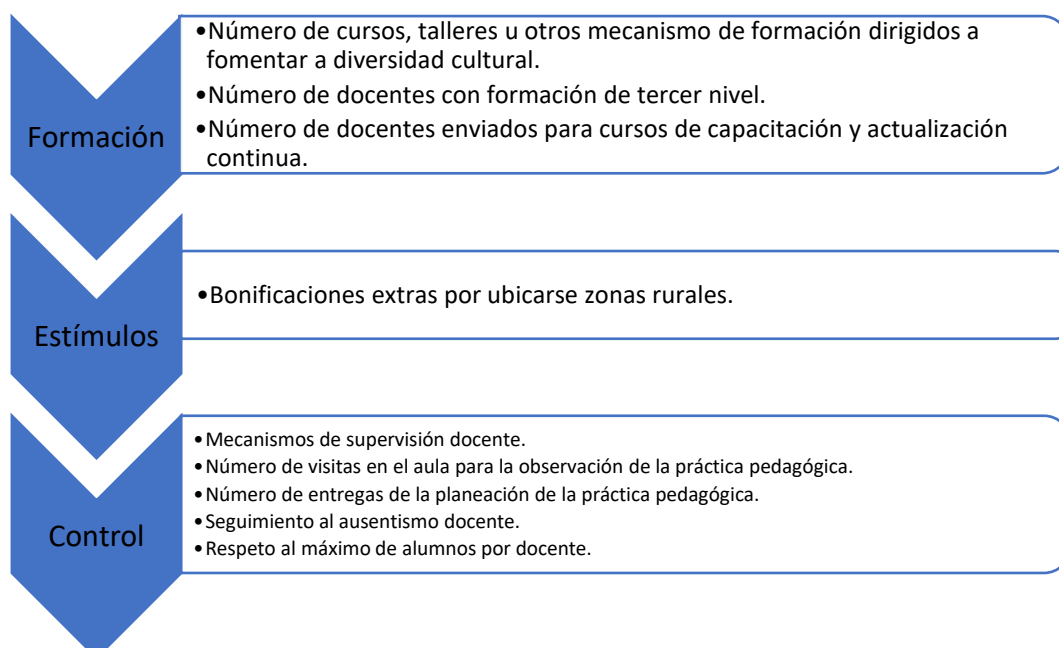 Formación
•Número de cursos, talleres u otros mecanismo de formación dirigidos a
fomentar a diversidad cultural.
•Número de docentes con formación de tercer nivel.
•Número de docentes enviados para cursos de capacitación y actualización
continua.
Estímulos
•Bonificaciones extras por ubicarse zonas rurales.
Control
•Mecanismos de supervisión docente.
•Número de visitas en el aula para la observación de la práctica pedagógica.
•Número de entregas de la planeación de la práctica pedagógica.
•Seguimiento al ausentismo docente.
•Respeto al máximo de alumnos por docente.